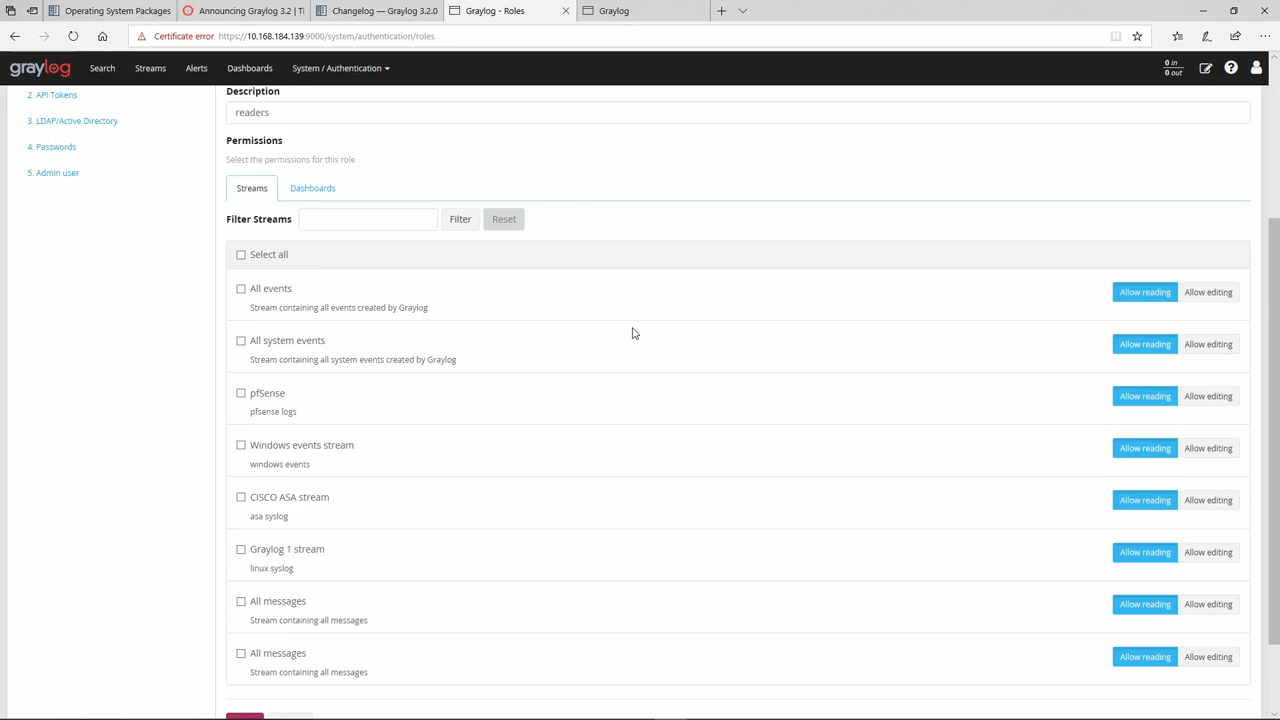 Operating System Packages
Announcing Graylog 3.2 | Tl
Changelog — Graylog 3.2.0
Graylog - Roles
Graylog
Certificate error https://10.168.184.139:9000/system/authentication/roles
graylog Search Streams Alerts Dashboards System / Authentication
0 in
0 out
2. API Tokens
3. LDAP/Active Directory
4. Passwords
5. Admin user
Description
readers
Permissions
Select the permissions for this role
Streams Dashboards
Filter Streams Filter Reset
Select all
All events Allow reading Allow editing
Stream containing all events created by Graylog
All system events Allow reading Allow editing
Stream containing all system events created by Graylog
pfSense Allow reading Allow editing
pfsense logs
Windows events stream Allow reading Allow editing
windows events
CISCO ASA stream Allow reading Allow editing
asa syslog
Graylog 1 stream Allow reading Allow editing
linux syslog
All messages Allow reading Allow editing
Stream containing all messages
All messages Allow reading Allow editing
Stream containing all messages